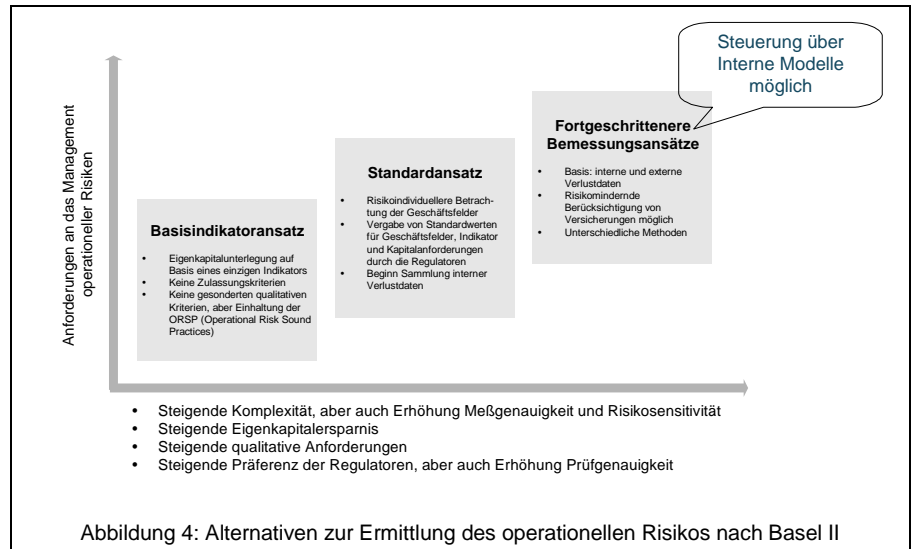 Steuerung über
Interne Modelle
möglich
Anforderungen an das Management
operationeller Risiken
Fortgeschrittenere
Bemessungsansätze
• Basis: interne und externe
Verlustdaten
• Risikomindernde
Berücksichtigung von
Versicherungen möglich
• Unterschiedliche Methoden
Standardansatz
• Risikoindividuellere Betrach-
tung der Geschäftsfelder
• Vergabe von Standardwerten
für Geschäftsfelder, Indikator
und Kapitalanforderungen
durch die Regulatoren
• Beginn Sammlung interner
Verlustdaten
Basisindikatoransatz
• Eigenkapitalunterlegung auf
Basis eines einzigen Indikators
• Keine Zulassungskriterien
• Keine gesonderten qualitativen
Kriterien, aber Einhaltung der
ORSP (Operational Risk Sound
Practices)
• Steigende Komplexität, aber auch Erhöhung Meßgenauigkeit und Risikosensitivität
• Steigende Eigenkapitalersparnis
• Steigende qualitative Anforderungen
• Steigende Präferenz der Regulatoren, aber auch Erhöhung Prüfgenauigkeit
Abbildung 4: Alternativen zur Ermittlung des operationellen Risikos nach Basel II